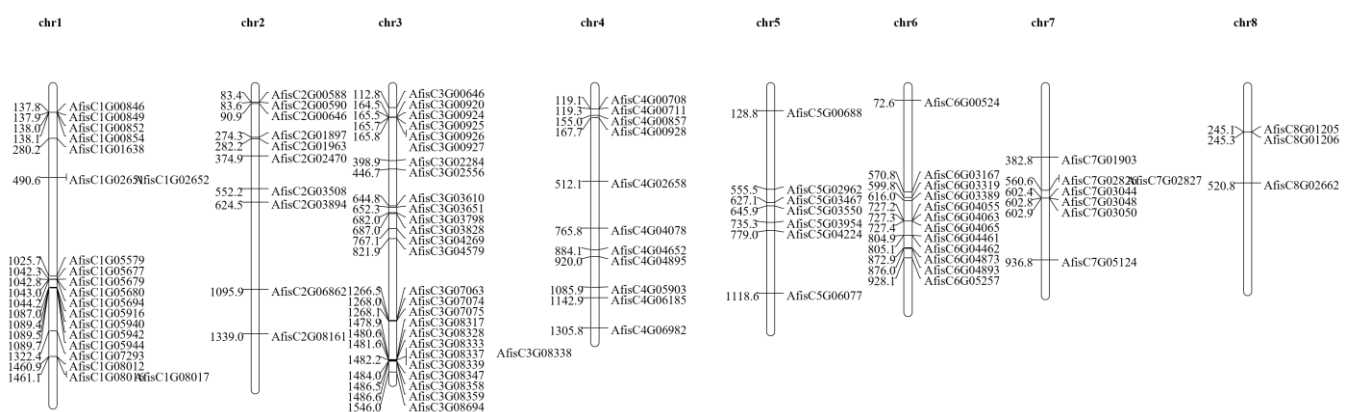 chr1
chr2
chr3
chr4
chr5
chr6
chr7
chr8
137.8 AfisC1G00846
137.9 AfisC1G00849
138.0 AfisC1G00852
138.1 AfisC1G00854
280.2 AfisC1G01638
490.6 AfisC1G02651 AfisC1G02652
1025.7 AfisC1G05579
1042.3 AfisC1G05677
1042.8 AfisC1G05679
1043.0 AfisC1G05680
1044.2 AfisC1G05694
1087.0 AfisC1G05916
1089.4 AfisC1G05940
1089.5 AfisC1G05942
1089.7 AfisC1G05944
1322.4 AfisC1G07293
1460.9 AfisC1G08012
1461.1 AfisC1G08016 AfisC1G08017
83.4 AfisC2G00588
83.6 AfisC2G00590
90.9 AfisC2G00646
274.3 AfisC2G01897
282.2 AfisC2G01963
374.9 AfisC2G02470
552.2 AfisC2G03508
624.5 AfisC2G03894
1095.9 AfisC2G06862
1339.0 AfisC2G08161
112.8 AfisC3G00646
164.5 AfisC3G00920
165.5 AfisC3G00924
165.7 AfisC3G00925
165.8 AfisC3G00926
AfisC3G00927
398.9 AfisC3G02284
446.7 AfisC3G02556
644.8 AfisC3G03610
652.3 AfisC3G03651
682.0 AfisC3G03798
687.0 AfisC3G03828
767.1 AfisC3G04269
821.9 AfisC3G04579
1266.5 AfisC3G07063
1268.0 AfisC3G07074
1268.1 AfisC3G07075
1478.9 AfisC3G08317
1480.6 AfisC3G08328
1481.6 AfisC3G08333
1482.2 AfisC3G08337 AfisC3G08338
AfisC3G08339
1484.0 AfisC3G08347
1486.5 AfisC3G08358
1486.6 AfisC3G08359
1546.0 AfisC3G08694
119.1 AfisC4G00708
119.3 AfisC4G00711
155.0 AfisC4G00857
167.7 AfisC4G00928
512.1 AfisC4G02658
765.8 AfisC4G04078
884.1 AfisC4G04652
920.0 AfisC4G04895
1085.9 AfisC4G05903
1142.9 AfisC4G06185
1305.8 AfisC4G06982
128.8 AfisC5G00688
555.5 AfisC5G02962
627.1 AfisC5G03467
645.9 AfisC5G03550
735.3 AfisC5G03954
779.0 AfisC5G04224
1118.6 AfisC5G06077
72.6 AfisC6G00524
570.8 AfisC6G03167
599.8 AfisC6G03319
616.0 AfisC6G03389
727.2 AfisC6G04055
727.3 AfisC6G04063
727.4 AfisC6G04065
804.9 AfisC6G04461
805.1 AfisC6G04462
872.9 AfisC6G04873
876.0 AfisC6G04893
928.1 AfisC6G05257
382.8 AfisC7G01903
560.6 AfisC7G02826 AfisC7G02827
602.4 AfisC7G03044
602.8 AfisC7G03048
602.9 AfisC7G03050
936.8 AfisC7G05124
245.1 AfisC8G01205
245.3 AfisC8G01206
520.8 AfisC8G02662